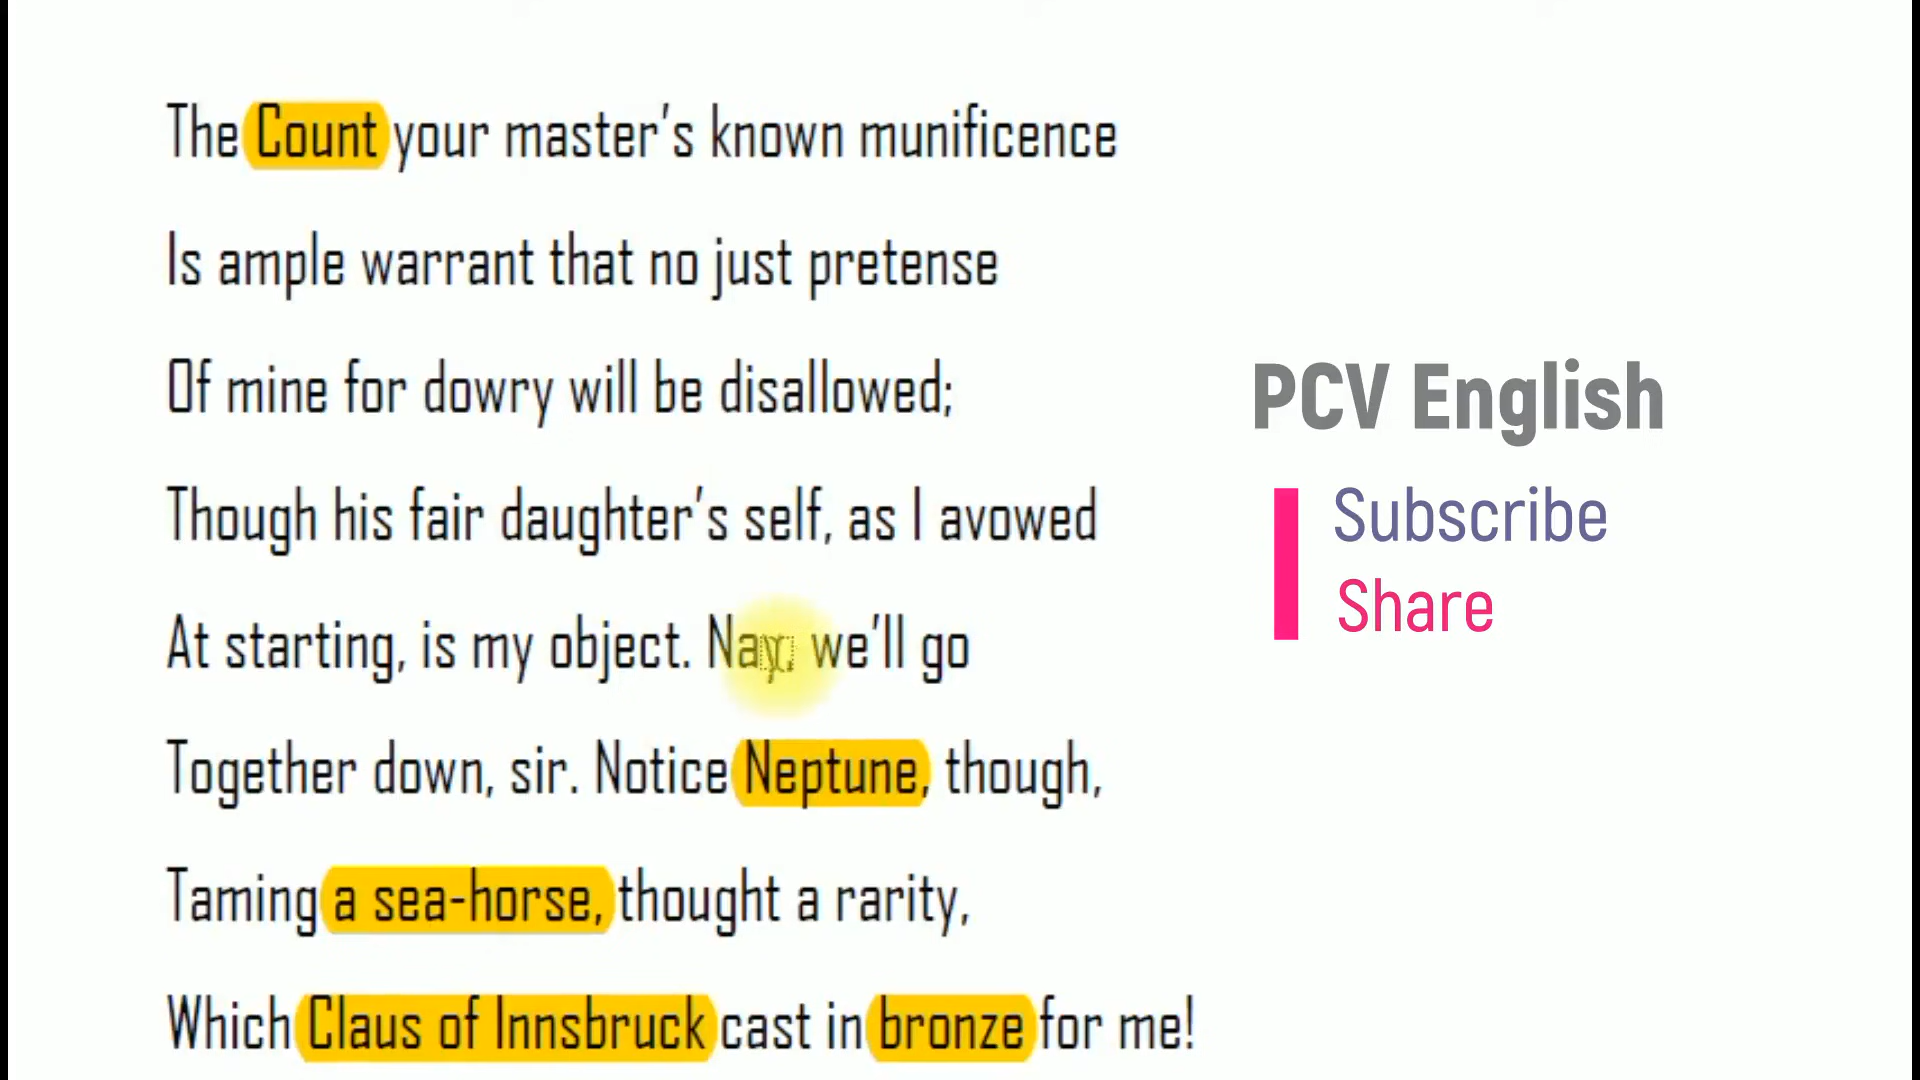 The Count your master's known munificence
Is ample warrant that no just pretense
Of mine for dowry will be disallowed;
Though his fair daughter's self, as I avowed
At starting, is my object. Nay, we'll go
Together down, sir. Notice Neptune, though,
Taming a sea-horse, thought a rarity,
Which Claus of Innsbruck cast in bronze for me!
PCV English
Subscribe
Share